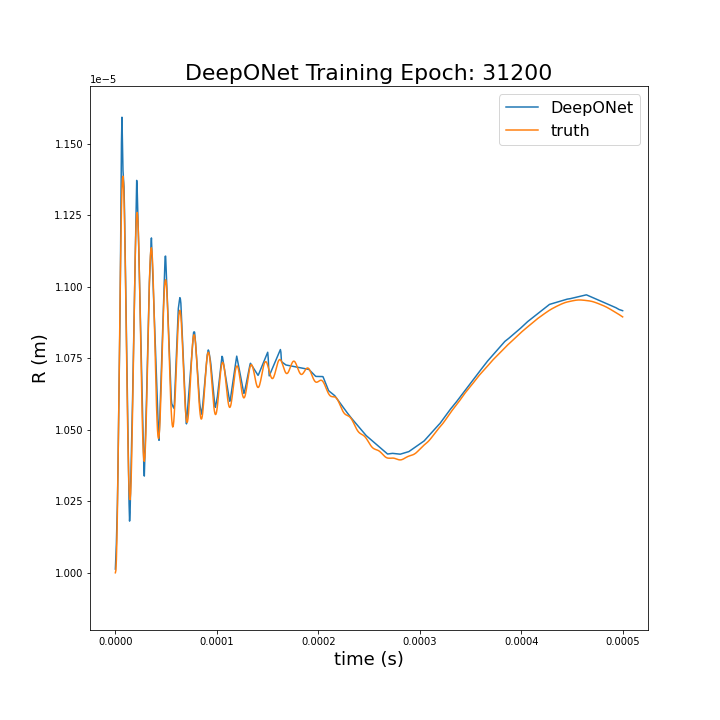 DeepONet Training Epoch: 31200
1e−5
DeepONet
truth
1.150
1.125
1.100
1.075
1.050
1.025
1.000
R (m)
0.0000 0.0001 0.0002 0.0003 0.0004 0.0005
time (s)